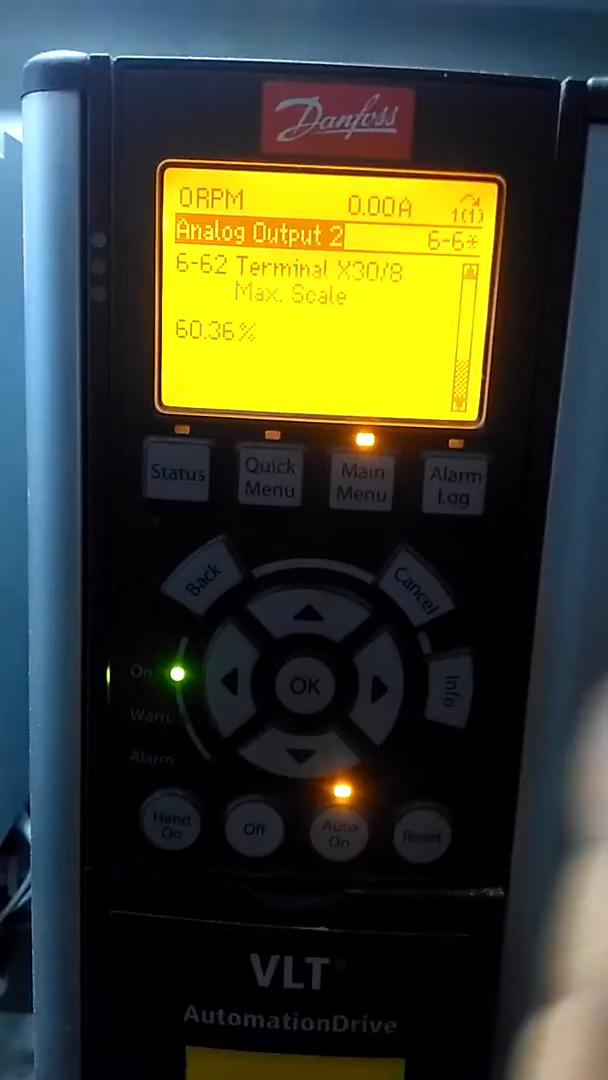 Danfoss
0RPM 0.00A 1(1)
Analog Output 2 6-6*
6-62 Terminal X30/8
Max. Scale
60.36%
Status
Quick Menu
Main Menu
Alarm Log
Back
Cancel
On
OK
Info
Warn.
Alarm
Hand On
Off
Auto On
Reset
VLT®
AutomationDrive